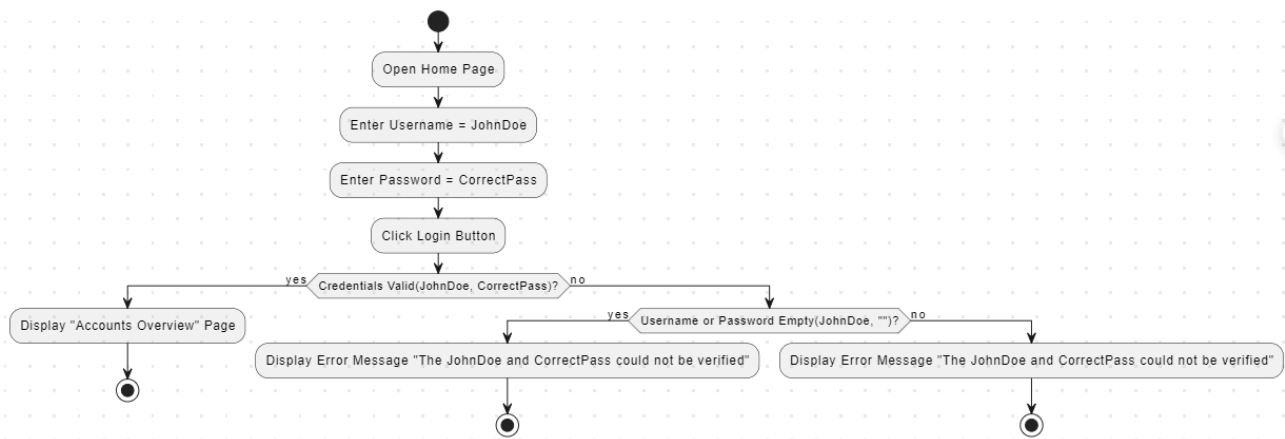 Open Home Page
Enter Username = JohnDoe
Enter Password = CorrectPass
Click Login Button
yes
Credentials Valid(JohnDoe, CorrectPass)?
no
Display "Accounts Overview" Page
yes
Username or Password Empty(JohnDoe, "")?
no
Display Error Message "The JohnDoe and CorrectPass could not be verified"
Display Error Message "The JohnDoe and CorrectPass could not be verified"